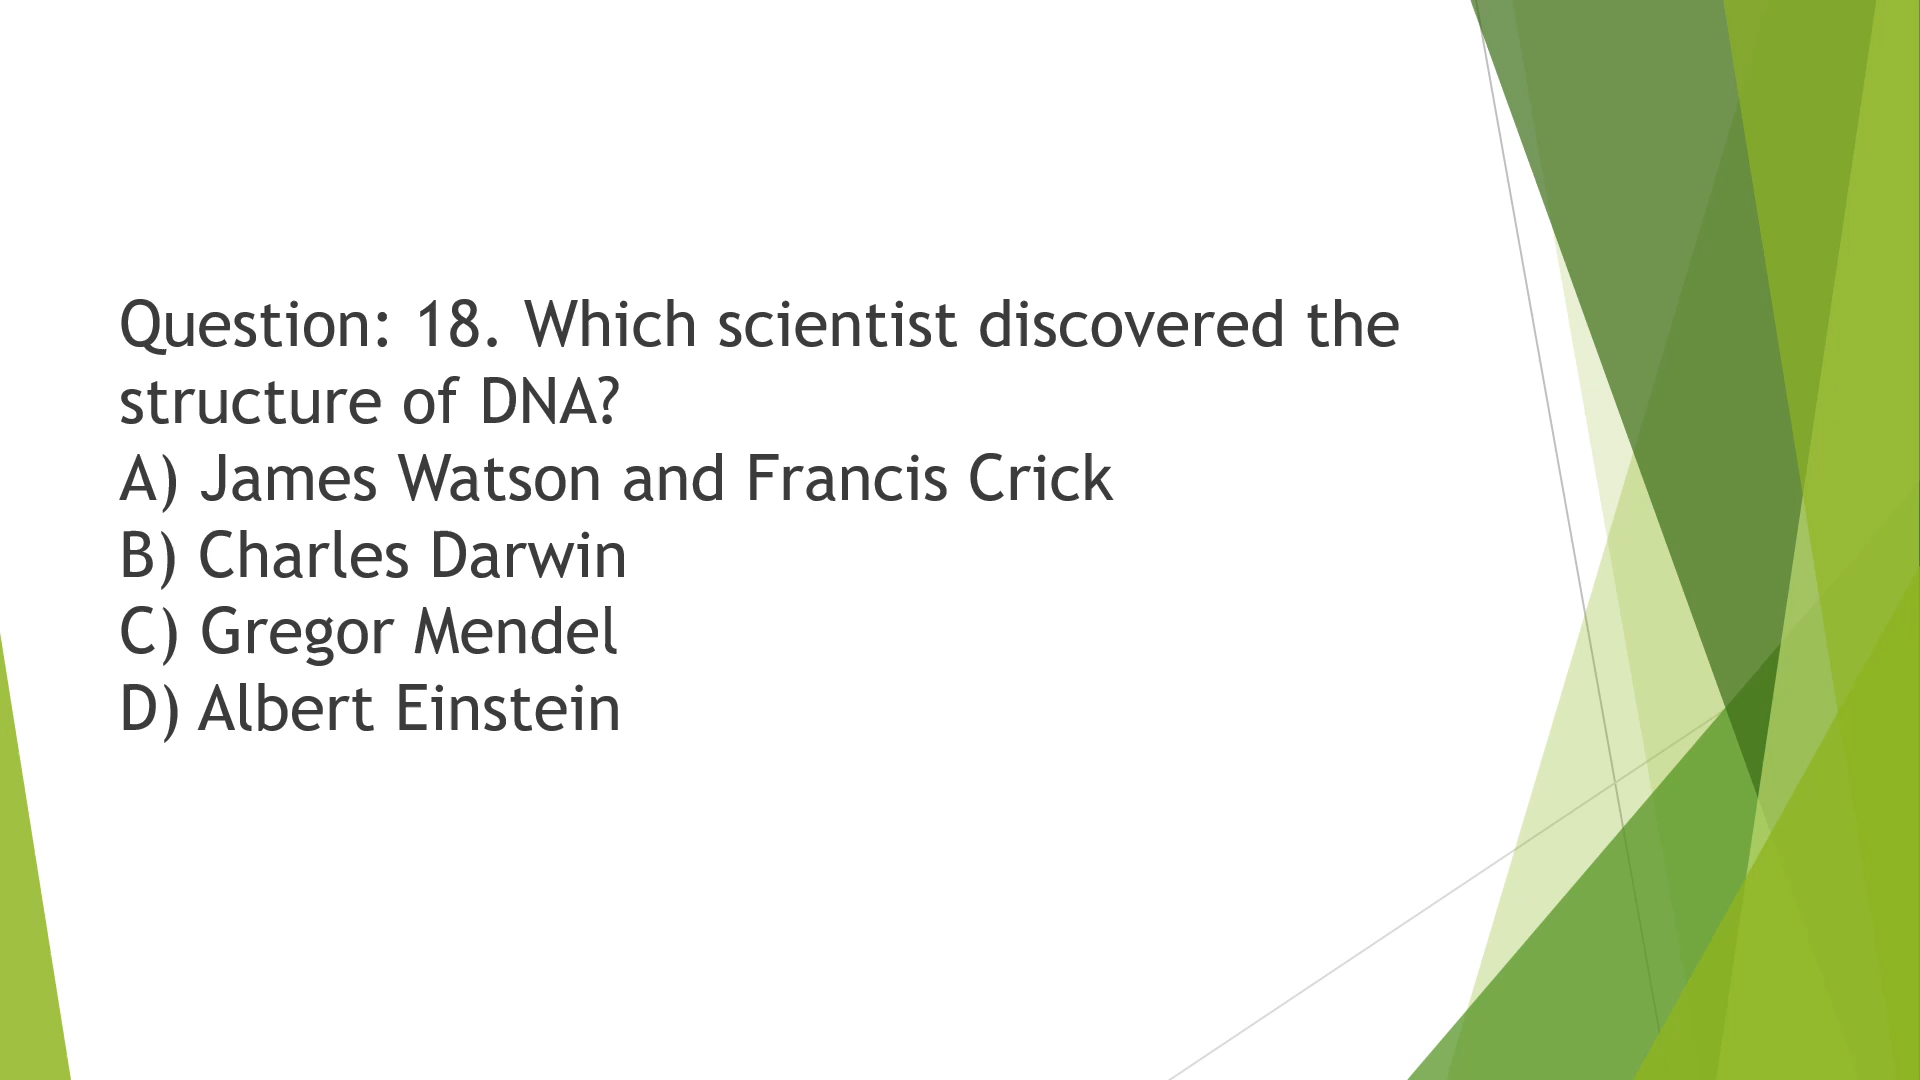 Question: 18. Which scientist discovered the
structure of DNA?
A) James Watson and Francis Crick
B) Charles Darwin
C) Gregor Mendel
D) Albert Einstein